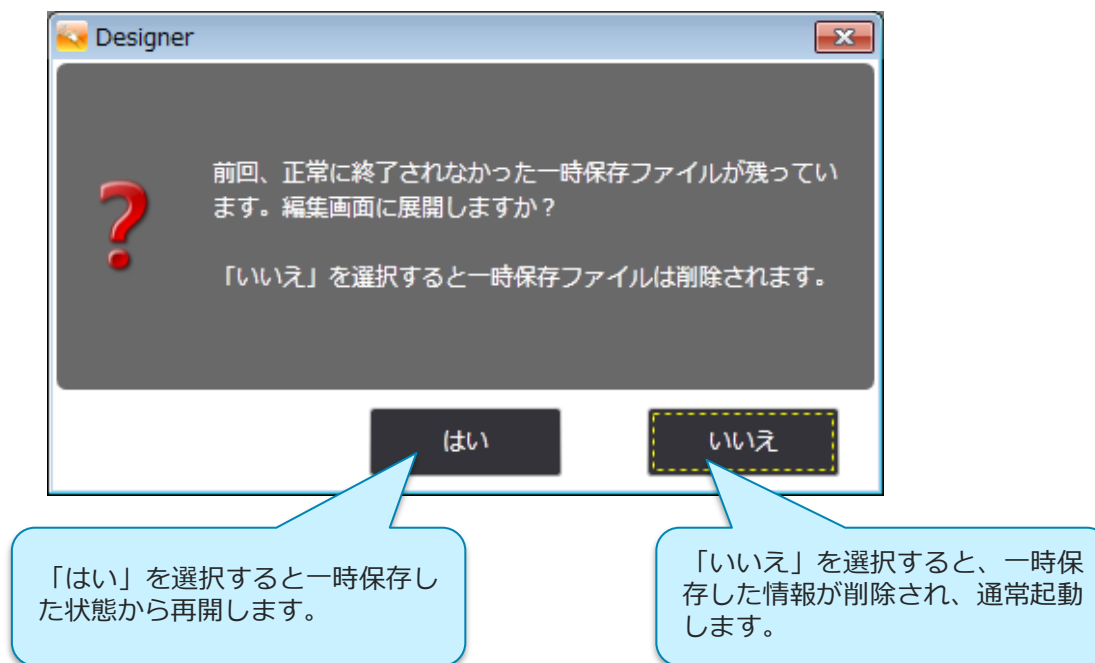 Designer
前回、正常に終了されなかった一時保存ファイルが残ってい
ます。編集画面に展開しますか？
「いいえ」を選択すると一時保存ファイルは削除されます。
はい
いいえ
「はい」を選択すると一時保存し
た状態から再開します。
「いいえ」を選択すると、一時保
存した情報が削除され、通常起動
します。